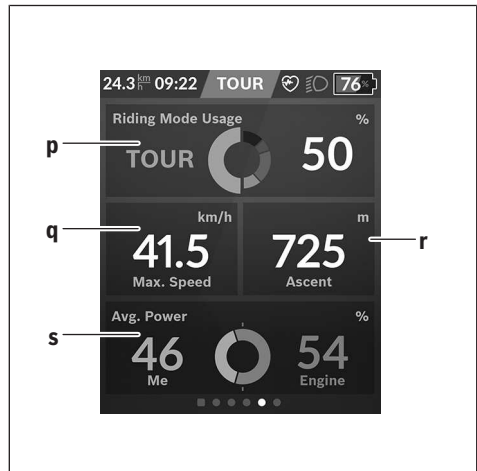 24.3 km/h 09:22 TOUR 76%
Riding Mode Usage %
p
TOUR 50
q
km/h m
41.5 725
r
Max. Speed Ascent
Avg. Power %
s
46 54
Me Engine